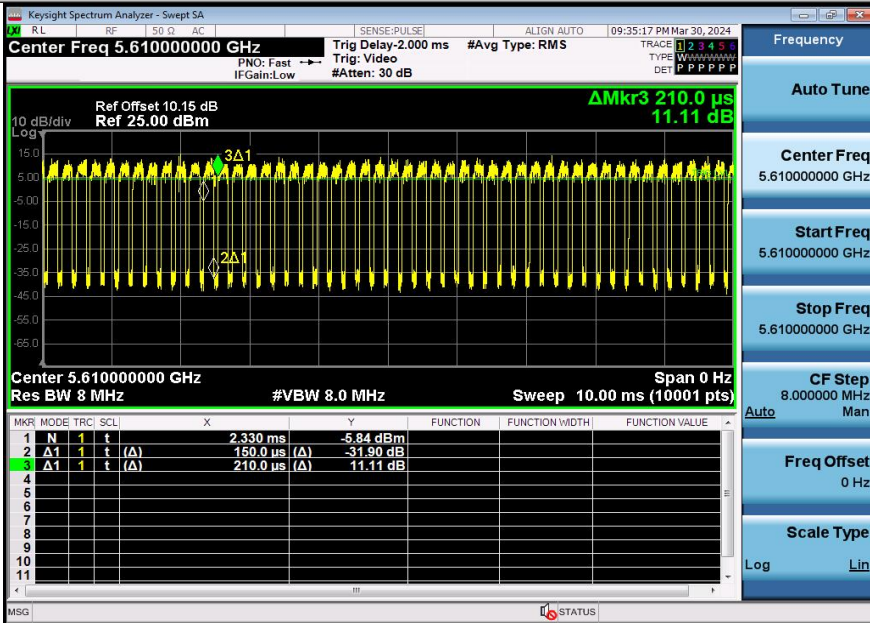 Keysight Spectrum Analyzer - Swept SA
LXI RL RF 50 Ω AC SENSE:PULSE ALIGN AUTO 09:35:17 PM Mar 30, 2024
Center Freq 5.610000000 GHz
PNO: Fast
IFGain:Low
Trig Delay-2.000 ms
Trig: Video
#Atten: 30 dB
#Avg Type: RMS
TRACE 1 2 3 4 5 6
TYPE WWWWWW
DET P P P P P P
ΔMkr3 210.0 µs
11.11 dB
Ref Offset 10.15 dB
10 dB/div Ref 25.00 dBm
Log
15.0
5.00
-5.00
-15.0
-25.0
-35.0
-45.0
-55.0
-65.0
3Δ1
1
2Δ1
Center 5.610000000 GHz Span 0 Hz
Res BW 8 MHz #VBW 8.0 MHz Sweep 10.00 ms (10001 pts)
MKR MODE TRC SCL X Y FUNCTION FUNCTION WIDTH FUNCTION VALUE
1 N 1 t 2.330 ms -5.84 dBm
2 Δ1 1 t (Δ) 150.0 µs (Δ) -31.90 dB
3 Δ1 1 t (Δ) 210.0 µs (Δ) 11.11 dB
4
5
6
7
8
9
10
11
MSG STATUS
Frequency
Auto Tune
Center Freq
5.610000000 GHz
Start Freq
5.610000000 GHz
Stop Freq
5.610000000 GHz
CF Step
8.000000 MHz
Auto Man
Freq Offset
0 Hz
Scale Type
Log Lin